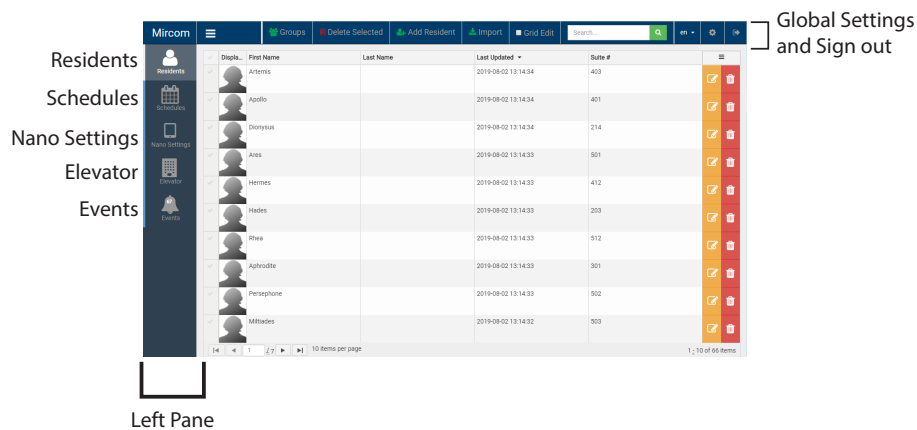 Global Settings
and Sign out
Mircom Groups Delete Selected Add Resident Import Grid Edit Search... en
Residents
Schedules
Nano Settings
Elevator
Events
Residents
Schedules
Nano Settings
Elevator
67
Events
Displa... First Name Last Name Last Updated Suite #
Artemis 2019-08-02 13:14:34 403
Apollo 2019-08-02 13:14:34 401
Dionysus 2019-08-02 13:14:34 214
Ares 2019-08-02 13:14:33 501
Hermes 2019-08-02 13:14:33 412
Hades 2019-08-02 13:14:33 203
Rhea 2019-08-02 13:14:33 512
Aphrodite 2019-08-02 13:14:33 301
Persephone 2019-08-02 13:14:33 502
Miltiades 2019-08-02 13:14:32 503
1 / 7 10 items per page 1 - 10 of 66 items
Left Pane